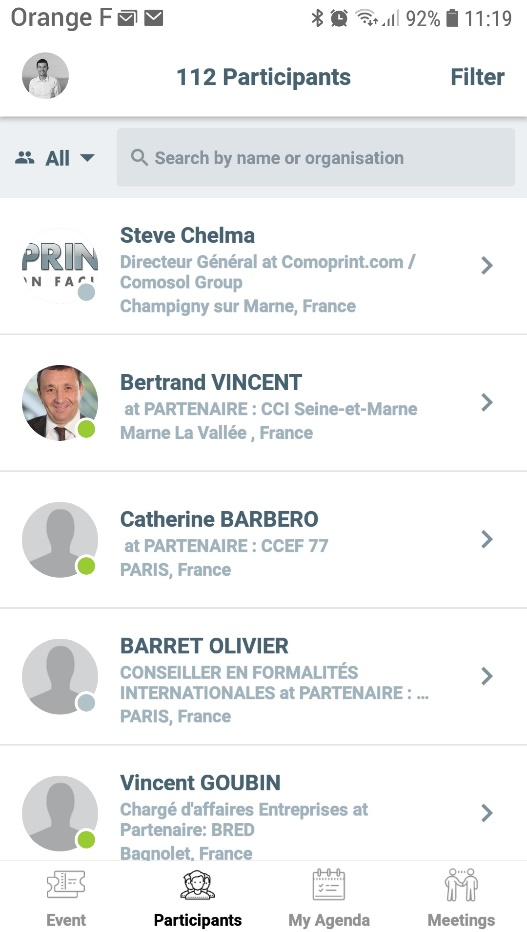 Orange F 92% 11:19
112 Participants Filter
All Search by name or organisation
Steve Chelma
Directeur Général at Comoprint.com /
Comosol Group
Champigny sur Marne, France
PRIN
N FACI
Bertrand VINCENT
at PARTENAIRE : CCI Seine-et-Marne
Marne La Vallée , France
Catherine BARBERO
at PARTENAIRE : CCEF 77
PARIS, France
BARRET OLIVIER
CONSEILLER EN FORMALITÉS
INTERNATIONALES at PARTENAIRE : ...
PARIS, France
Vincent GOUBIN
Chargé d'affaires Entreprises at
Partenaire: BRED
Bagnolet, France
Event Participants My Agenda Meetings